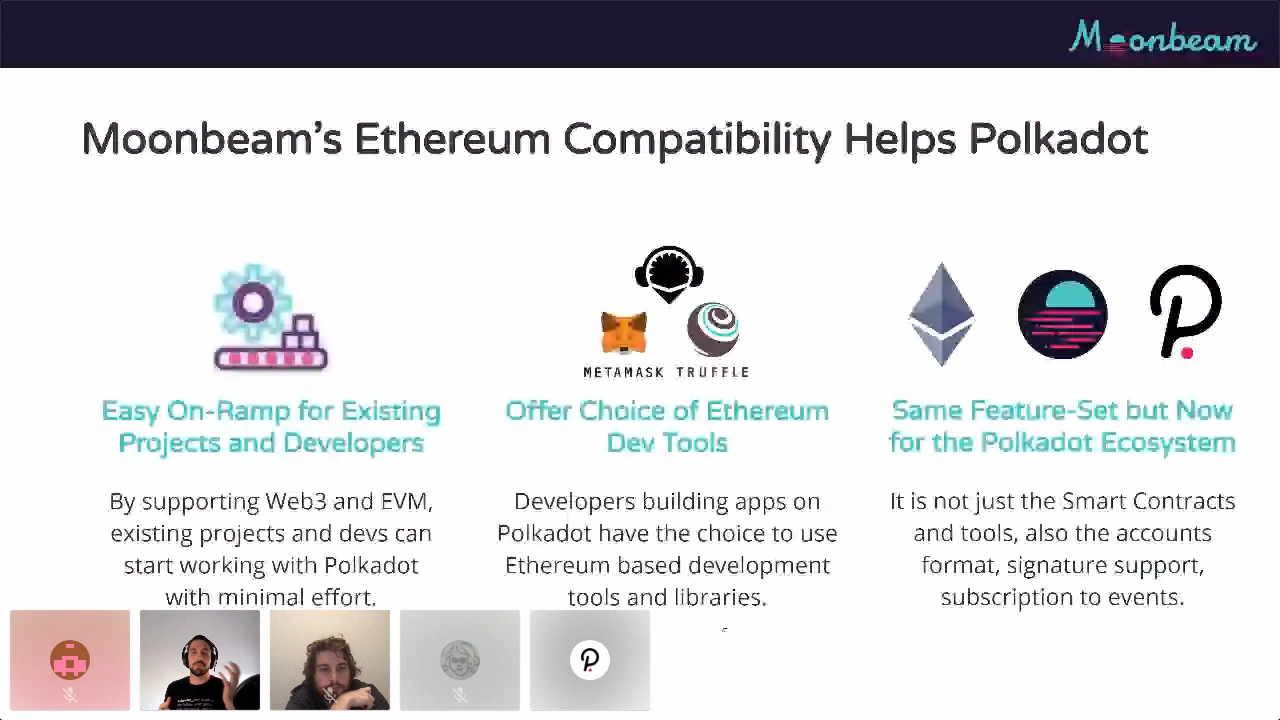 Moonbeam
Moonbeam's Ethereum Compatibility Helps Polkadot
METAMASK TRUFFLE
Easy On-Ramp for Existing
Projects and Developers
By supporting Web3 and EVM,
existing projects and devs can
start working with Polkadot
with minimal effort.
Offer Choice of Ethereum
Dev Tools
Developers building apps on
Polkadot have the choice to use
Ethereum based development
tools and libraries.
Same Feature-Set but Now
for the Polkadot Ecosystem
It is not just the Smart Contracts
and tools, also the accounts
format, signature support,
subscription to events.